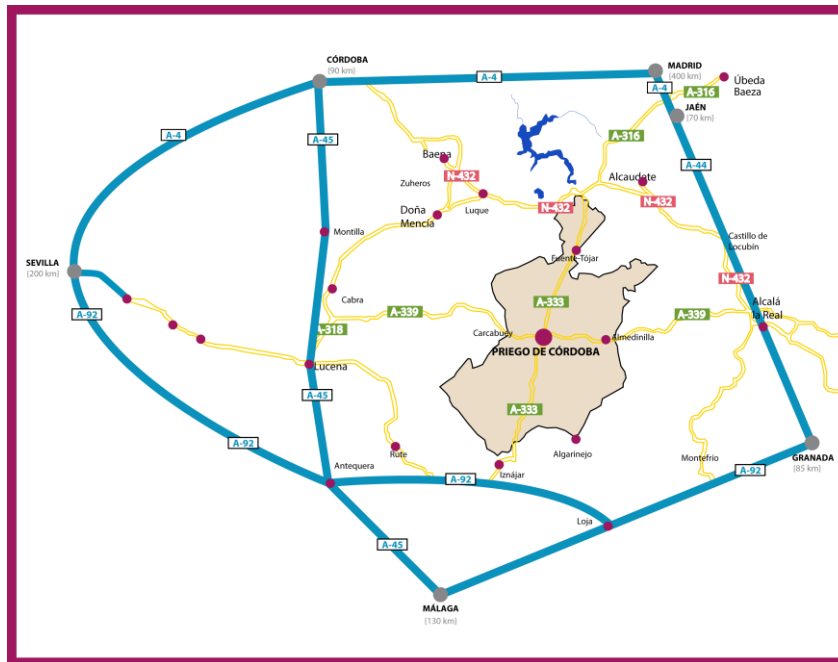 CÓRDOBA
(90 km)
A-4
MADRID
(400 km)
A-4
Úbeda
Baeza
A-316
JAÉN
(70 km)
A-4
A-45
A-316
A-44
Baena
N-432
Zuheros
Alcaudete
N-432
Luque
N-432
Doña
Mencía
Montilla
Castillo de
Locubín
SEVILLA
(200 km)
Fuente-Tójar
N-432
A-92
Cabra
A-333
Alcalá
la Real
A-339
A-339
A-318
Carcabuey
Almedinilla
PRIEGO DE CÓRDOBA
Lucena
A-45
A-333
A-92
Rute
Algarinejo
Montefrío
GRANADA
(85 km)
Antequera
Iznájar
A-92
A-92
Loja
A-45
MÁLAGA
(130 km)